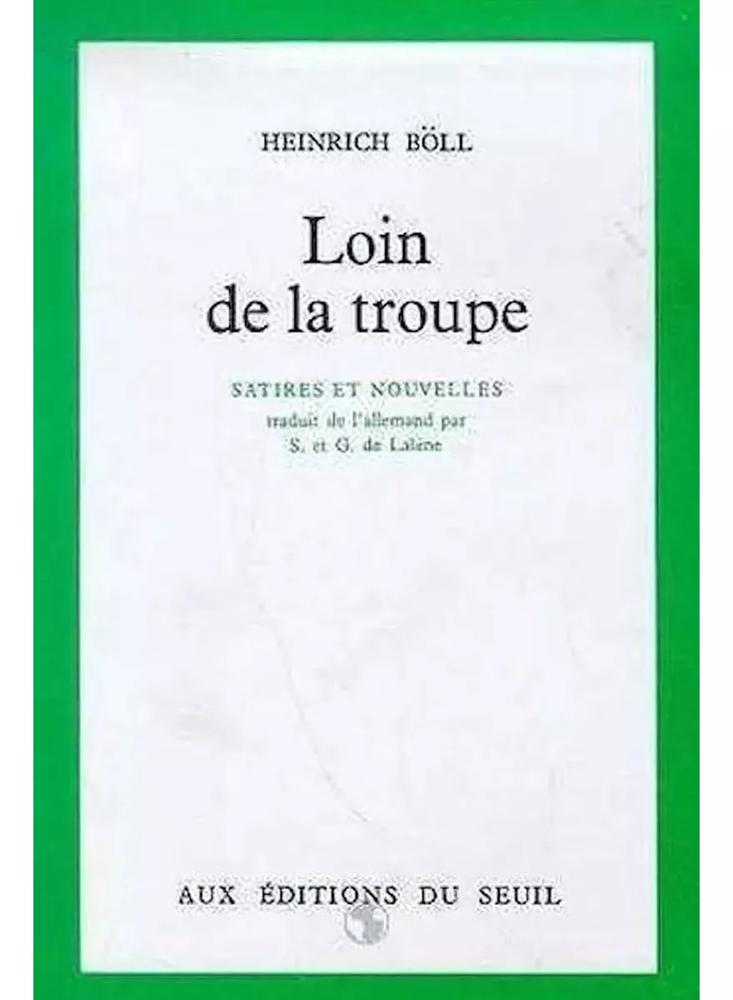 HEINRICH BÖLL
Loin
de la troupe
SATIRES ET NOUVELLES
traduit de l'allemand par
S. et G. de Lalène
AUX ÉDITIONS DU SEUIL